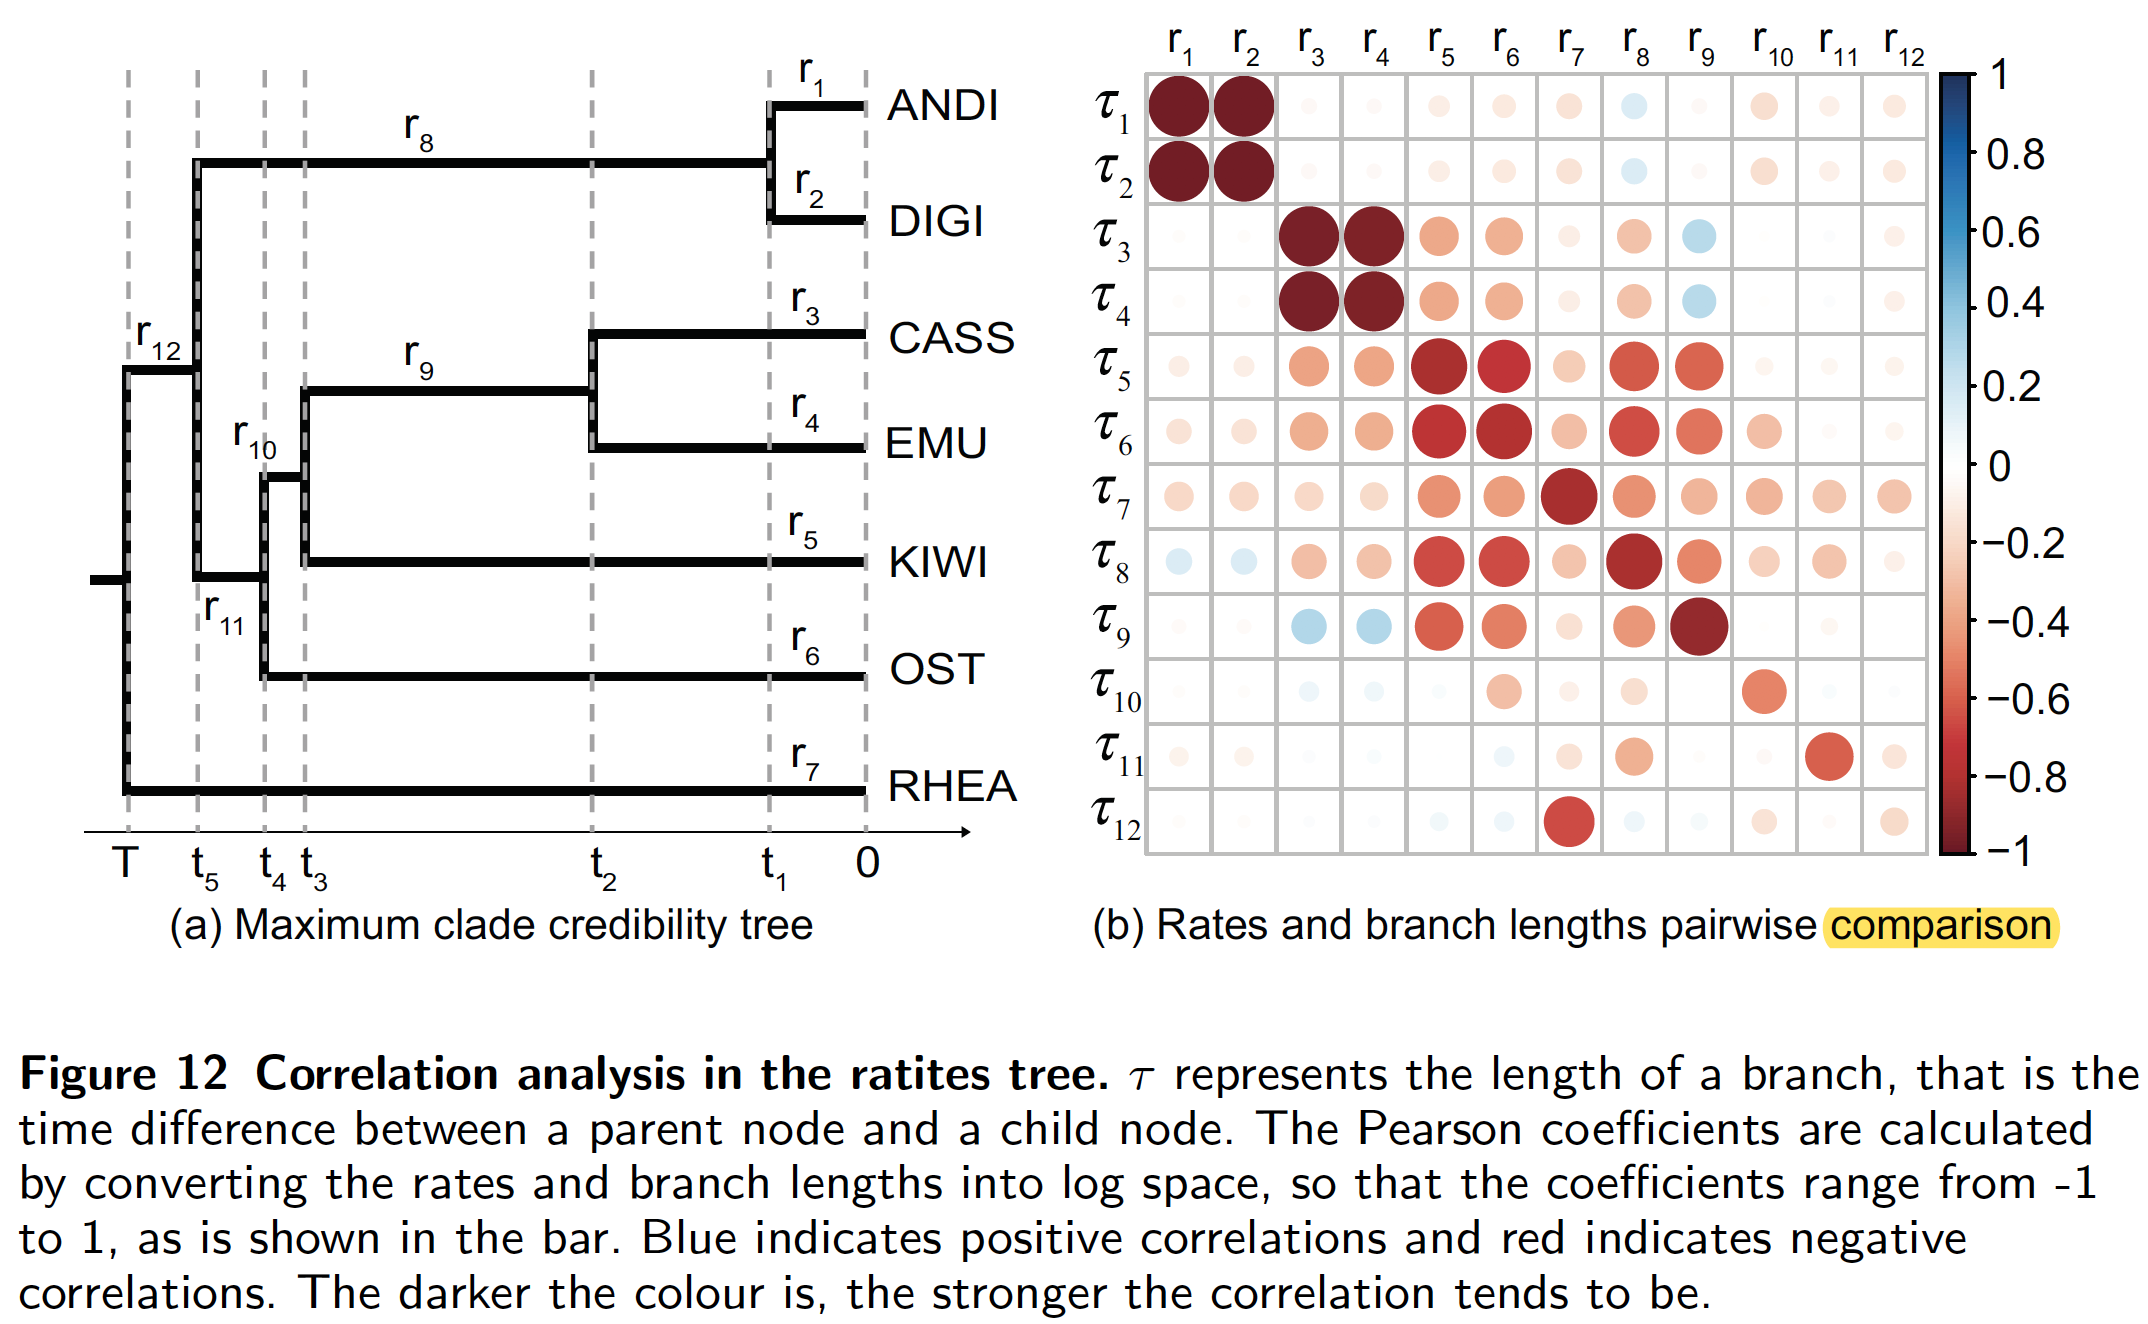 r1
ANDI
r8
r2
DIGI
r3
CASS
r12
r9
r4
EMU
r10
r5
KIWI
r11
r6
OST
r7
RHEA
T t5 t4 t3 t2 t1 0
(a) Maximum clade credibility tree
r1 r2 r3 r4 r5 r6 r7 r8 r9 r10 r11 r12
τ1
τ2
τ3
τ4
τ5
τ6
τ7
τ8
τ9
τ10
τ11
τ12
1
0.8
0.6
0.4
0.2
0
−0.2
−0.4
−0.6
−0.8
−1
(b) Rates and branch lengths pairwise comparison
Figure 12 Correlation analysis in the ratites tree. τ represents the length of a branch, that is the
time difference between a parent node and a child node. The Pearson coefficients are calculated
by converting the rates and branch lengths into log space, so that the coefficients range from -1
to 1, as is shown in the bar. Blue indicates positive correlations and red indicates negative
correlations. The darker the colour is, the stronger the correlation tends to be.